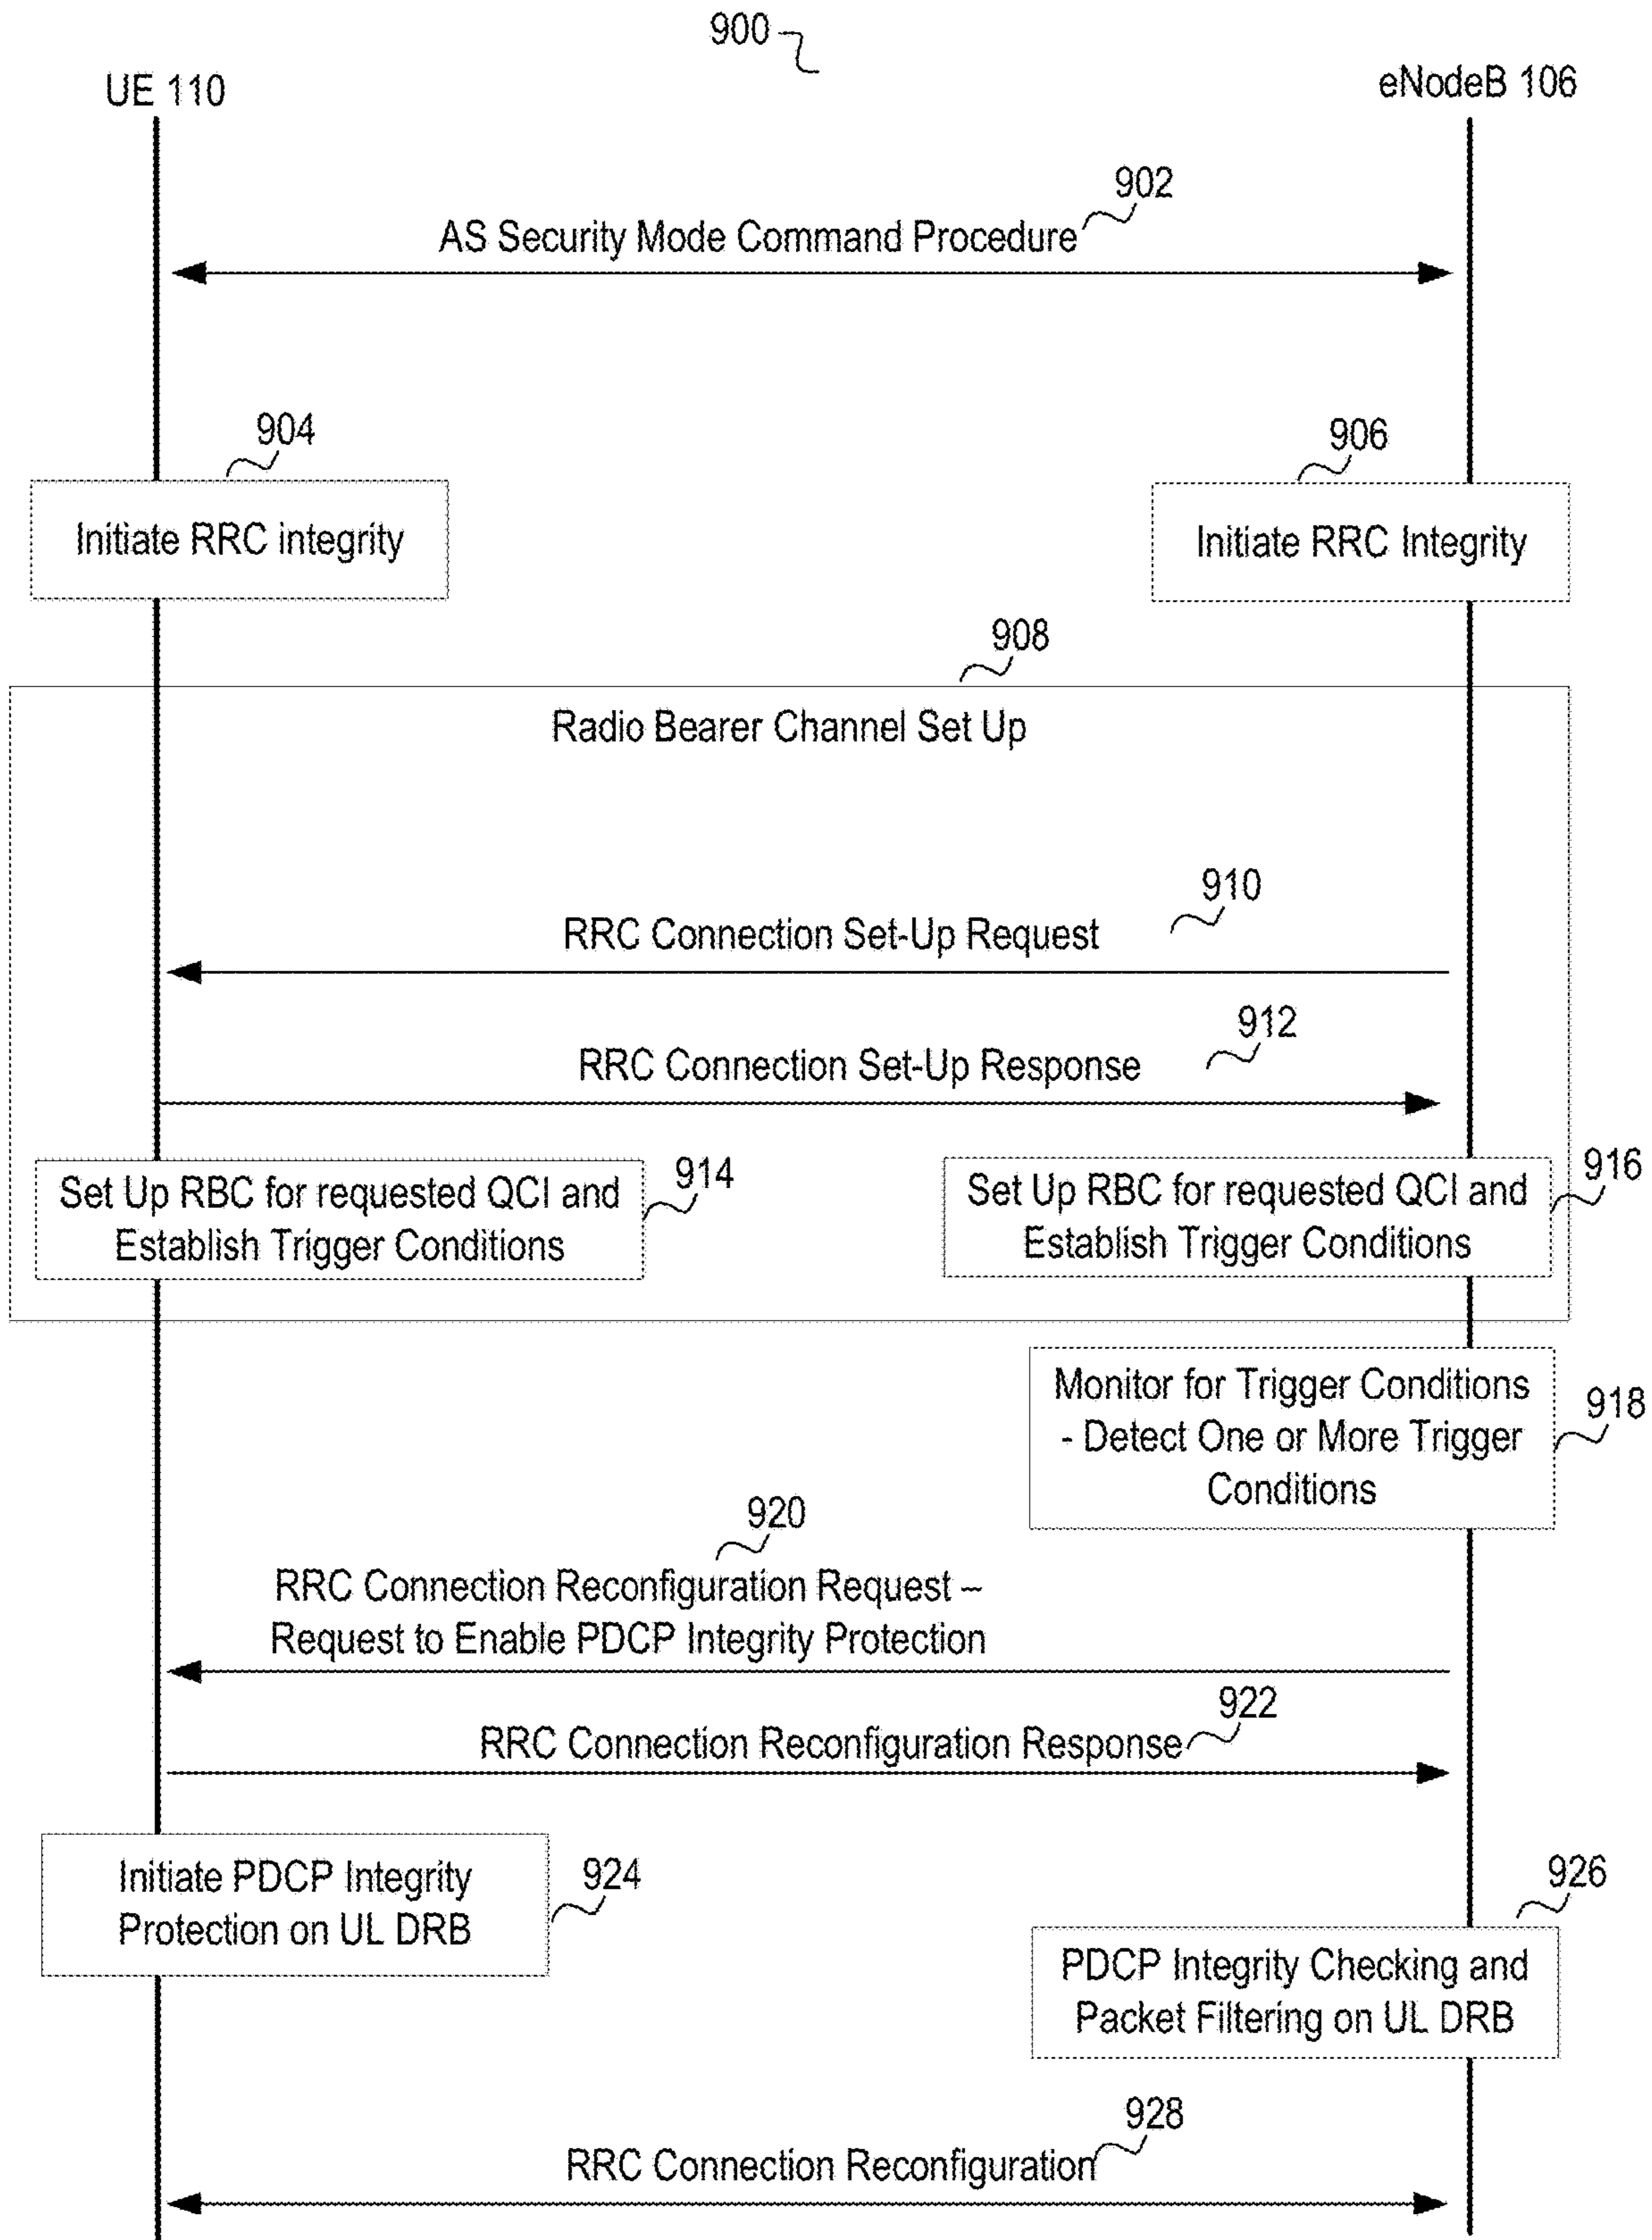 900
UE 110
eNodeB 106
902
AS Security Mode Command Procedure
904
906
Initiate RRC integrity
Initiate RRC Integrity
908
Radio Bearer Channel Set Up
910
RRC Connection Set-Up Request
912
RRC Connection Set-Up Response
Set Up RBC for requested QCI and
Establish Trigger Conditions
914
Set Up RBC for requested QCI and
Establish Trigger Conditions
916
Monitor for Trigger Conditions
- Detect One or More Trigger
Conditions
918
920
RRC Connection Reconfiguration Request –
Request to Enable PDCP Integrity Protection
922
RRC Connection Reconfiguration Response
Initiate PDCP Integrity
Protection on UL DRB
924
926
PDCP Integrity Checking and
Packet Filtering on UL DRB
928
RRC Connection Reconfiguration